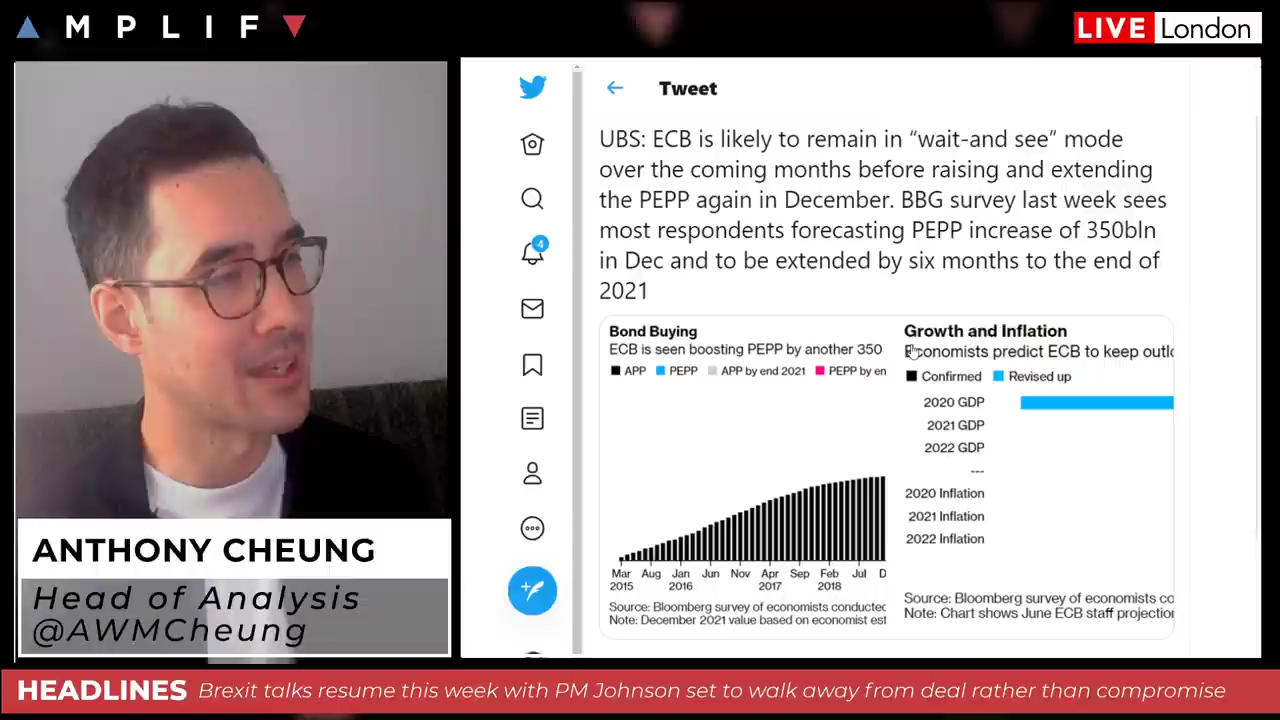 AMPLIFY
LIVE London
Tweet
UBS: ECB is likely to remain in “wait-and see” mode
over the coming months before raising and extending
the PEPP again in December. BBG survey last week sees
most respondents forecasting PEPP increase of 350bln
in Dec and to be extended by six months to the end of
2021
4
Bond Buying
ECB is seen boosting PEPP by another 350
APP PEPP APP by end 2021 PEPP by en
Mar Aug Jan Jun Nov Apr Sep Feb Jul D
2015 2016 2017 2018
Source: Bloomberg survey of economists conducted
Note: December 2021 value based on economist est
Growth and Inflation
Economists predict ECB to keep outlo
Confirmed Revised up
2020 GDP
2021 GDP
2022 GDP
---
2020 Inflation
2021 Inflation
2022 Inflation
Source: Bloomberg survey of economists co
Note: Chart shows June ECB staff projection
ANTHONY CHEUNG
Head of Analysis
@AWMCheung
HEADLINES Brexit talks resume this week with PM Johnson set to walk away from deal rather than compromise